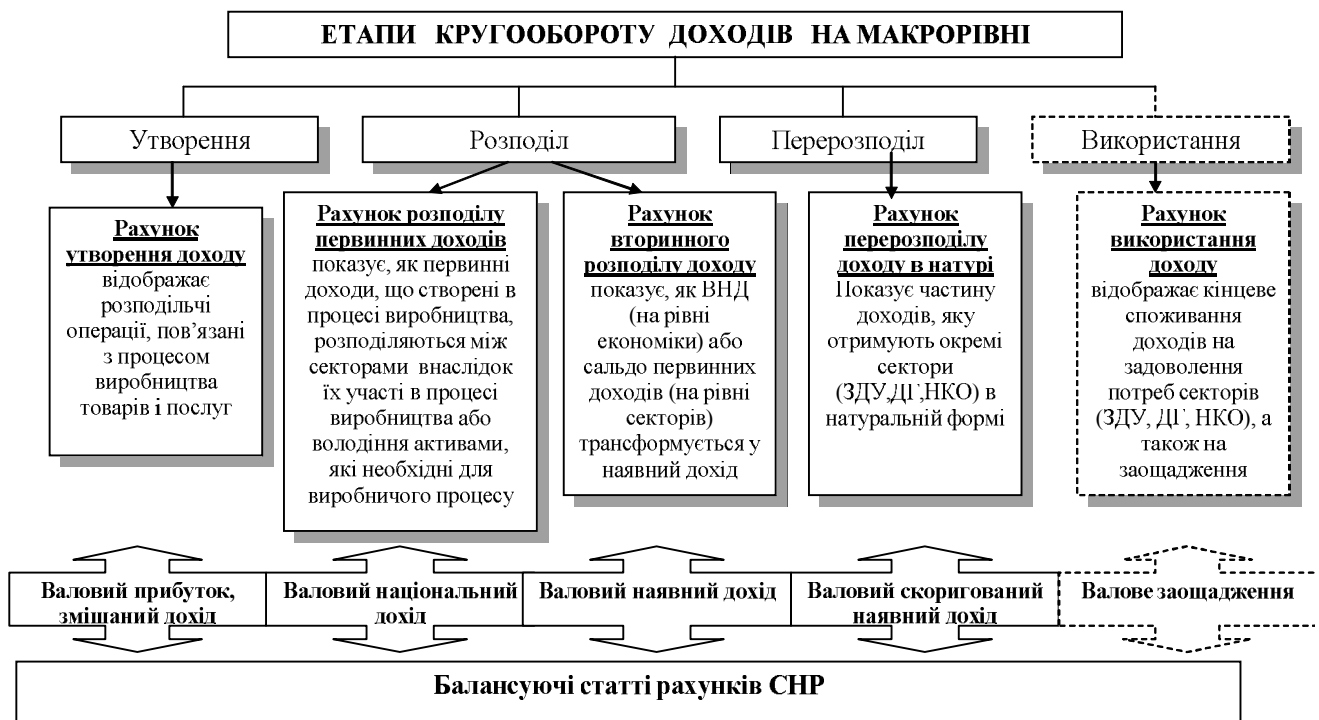 ЕТАПИ КРУГООБОРОТУ ДОХОДІВ НА МАКРОРІВНІ
Утворення
Розподіл
Перерозподіл
Використання
Рахунок
утворення доходу
відображає
розподільчі
операції, пов’язані
з процесом
виробництва
товарів і послуг
Рахунок розподілу
первинних доходів
показує, як первинні
доходи, що створені в
процесі виробництва,
розподіляються між
секторами внаслідок
їх участі в процесі
виробництва або
володіння активами,
які необхідні для
виробничого процесу
Рахунок
вторинного
розподілу доходу
показує, як ВНД
(на рівні
економіки) або
сальдо первинних
доходів (на рівні
секторів)
трансформується у
наявний дохід
Рахунок
перерозподілу
доходу в натурі
Показує частину
доходів, яку
отримують окремі
сектори
(ЗДУ,ДГ,НКО) в
натуральній формі
Рахунок
використання
доходу
відображає кінцеве
споживання
доходів на
задоволення
потреб секторів
(ЗДУ, ДГ, НКО), а
також на
заощадження
Валовий прибуток,
змішаний дохід
Валовий національний
дохід
Валовий наявний дохід
Валовий скоригований
наявний дохід
Валове заощадження
Балансуючі статті рахунків СНР